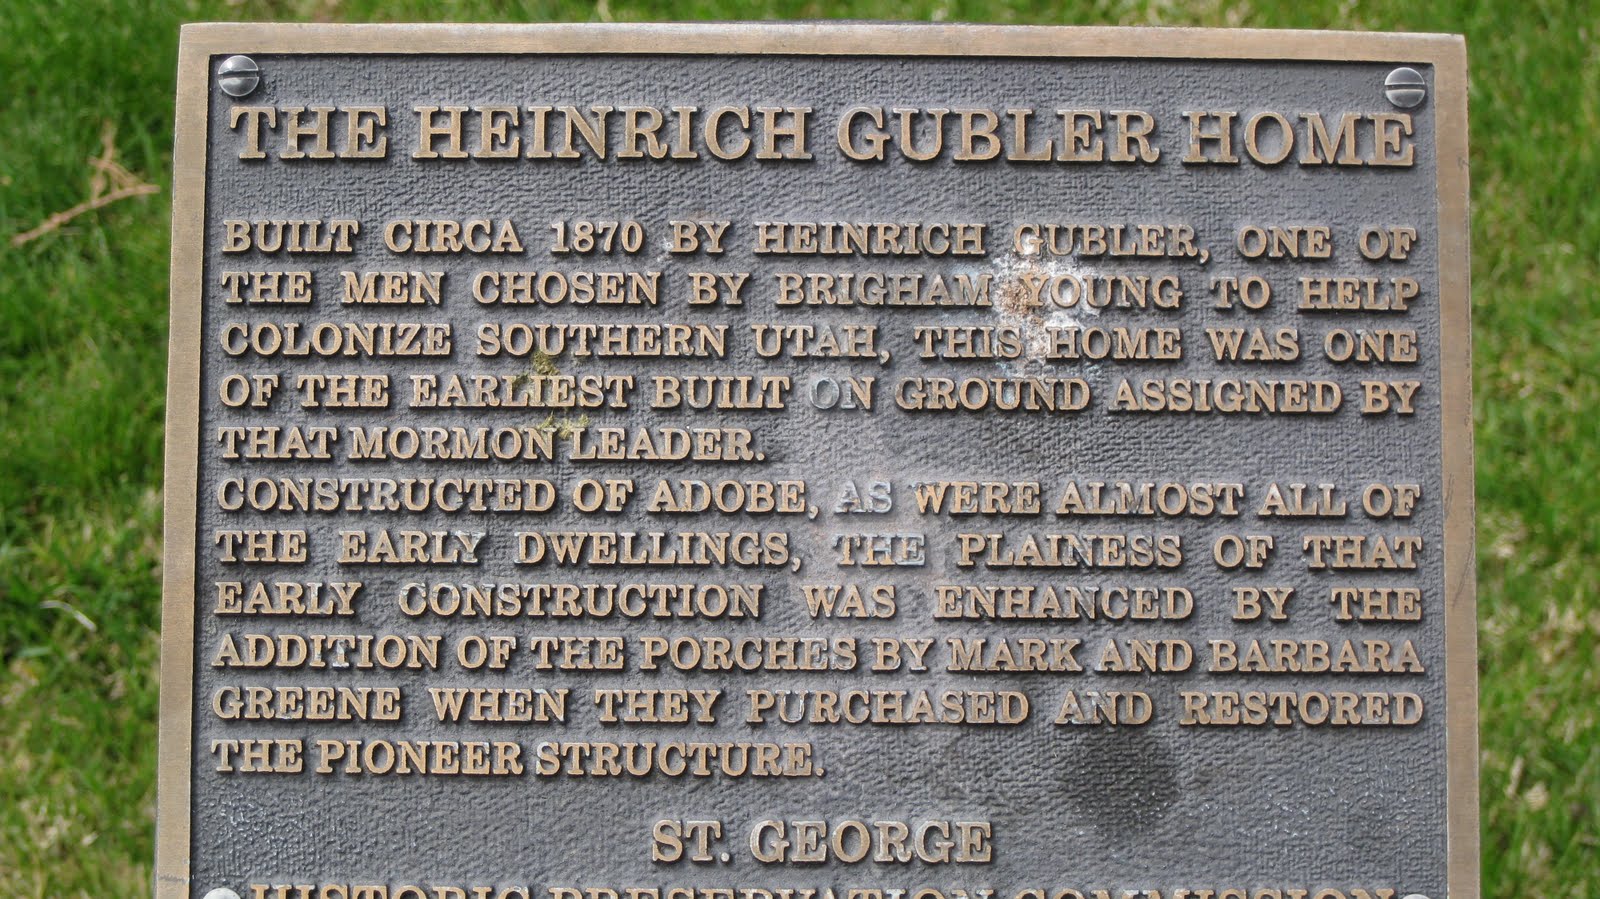 THE HEINRICH GUBLER HOME
BUILT CIRCA 1870 BY HEINRICH GUBLER, ONE OF
THE MEN CHOSEN BY BRIGHAM YOUNG TO HELP
COLONIZE SOUTHERN UTAH, THIS HOME WAS ONE
OF THE EARLIEST BUILT ON GROUND ASSIGNED BY
THAT MORMON LEADER.
CONSTRUCTED OF ADOBE, AS WERE ALMOST ALL OF
THE EARLY DWELLINGS, THE PLAINESS OF THAT
EARLY CONSTRUCTION WAS ENHANCED BY THE
ADDITION OF THE PORCHES BY MARK AND BARBARA
GREENE WHEN THEY PURCHASED AND RESTORED
THE PIONEER STRUCTURE.
ST. GEORGE
HISTORIC PRESERVATION COMMISSION